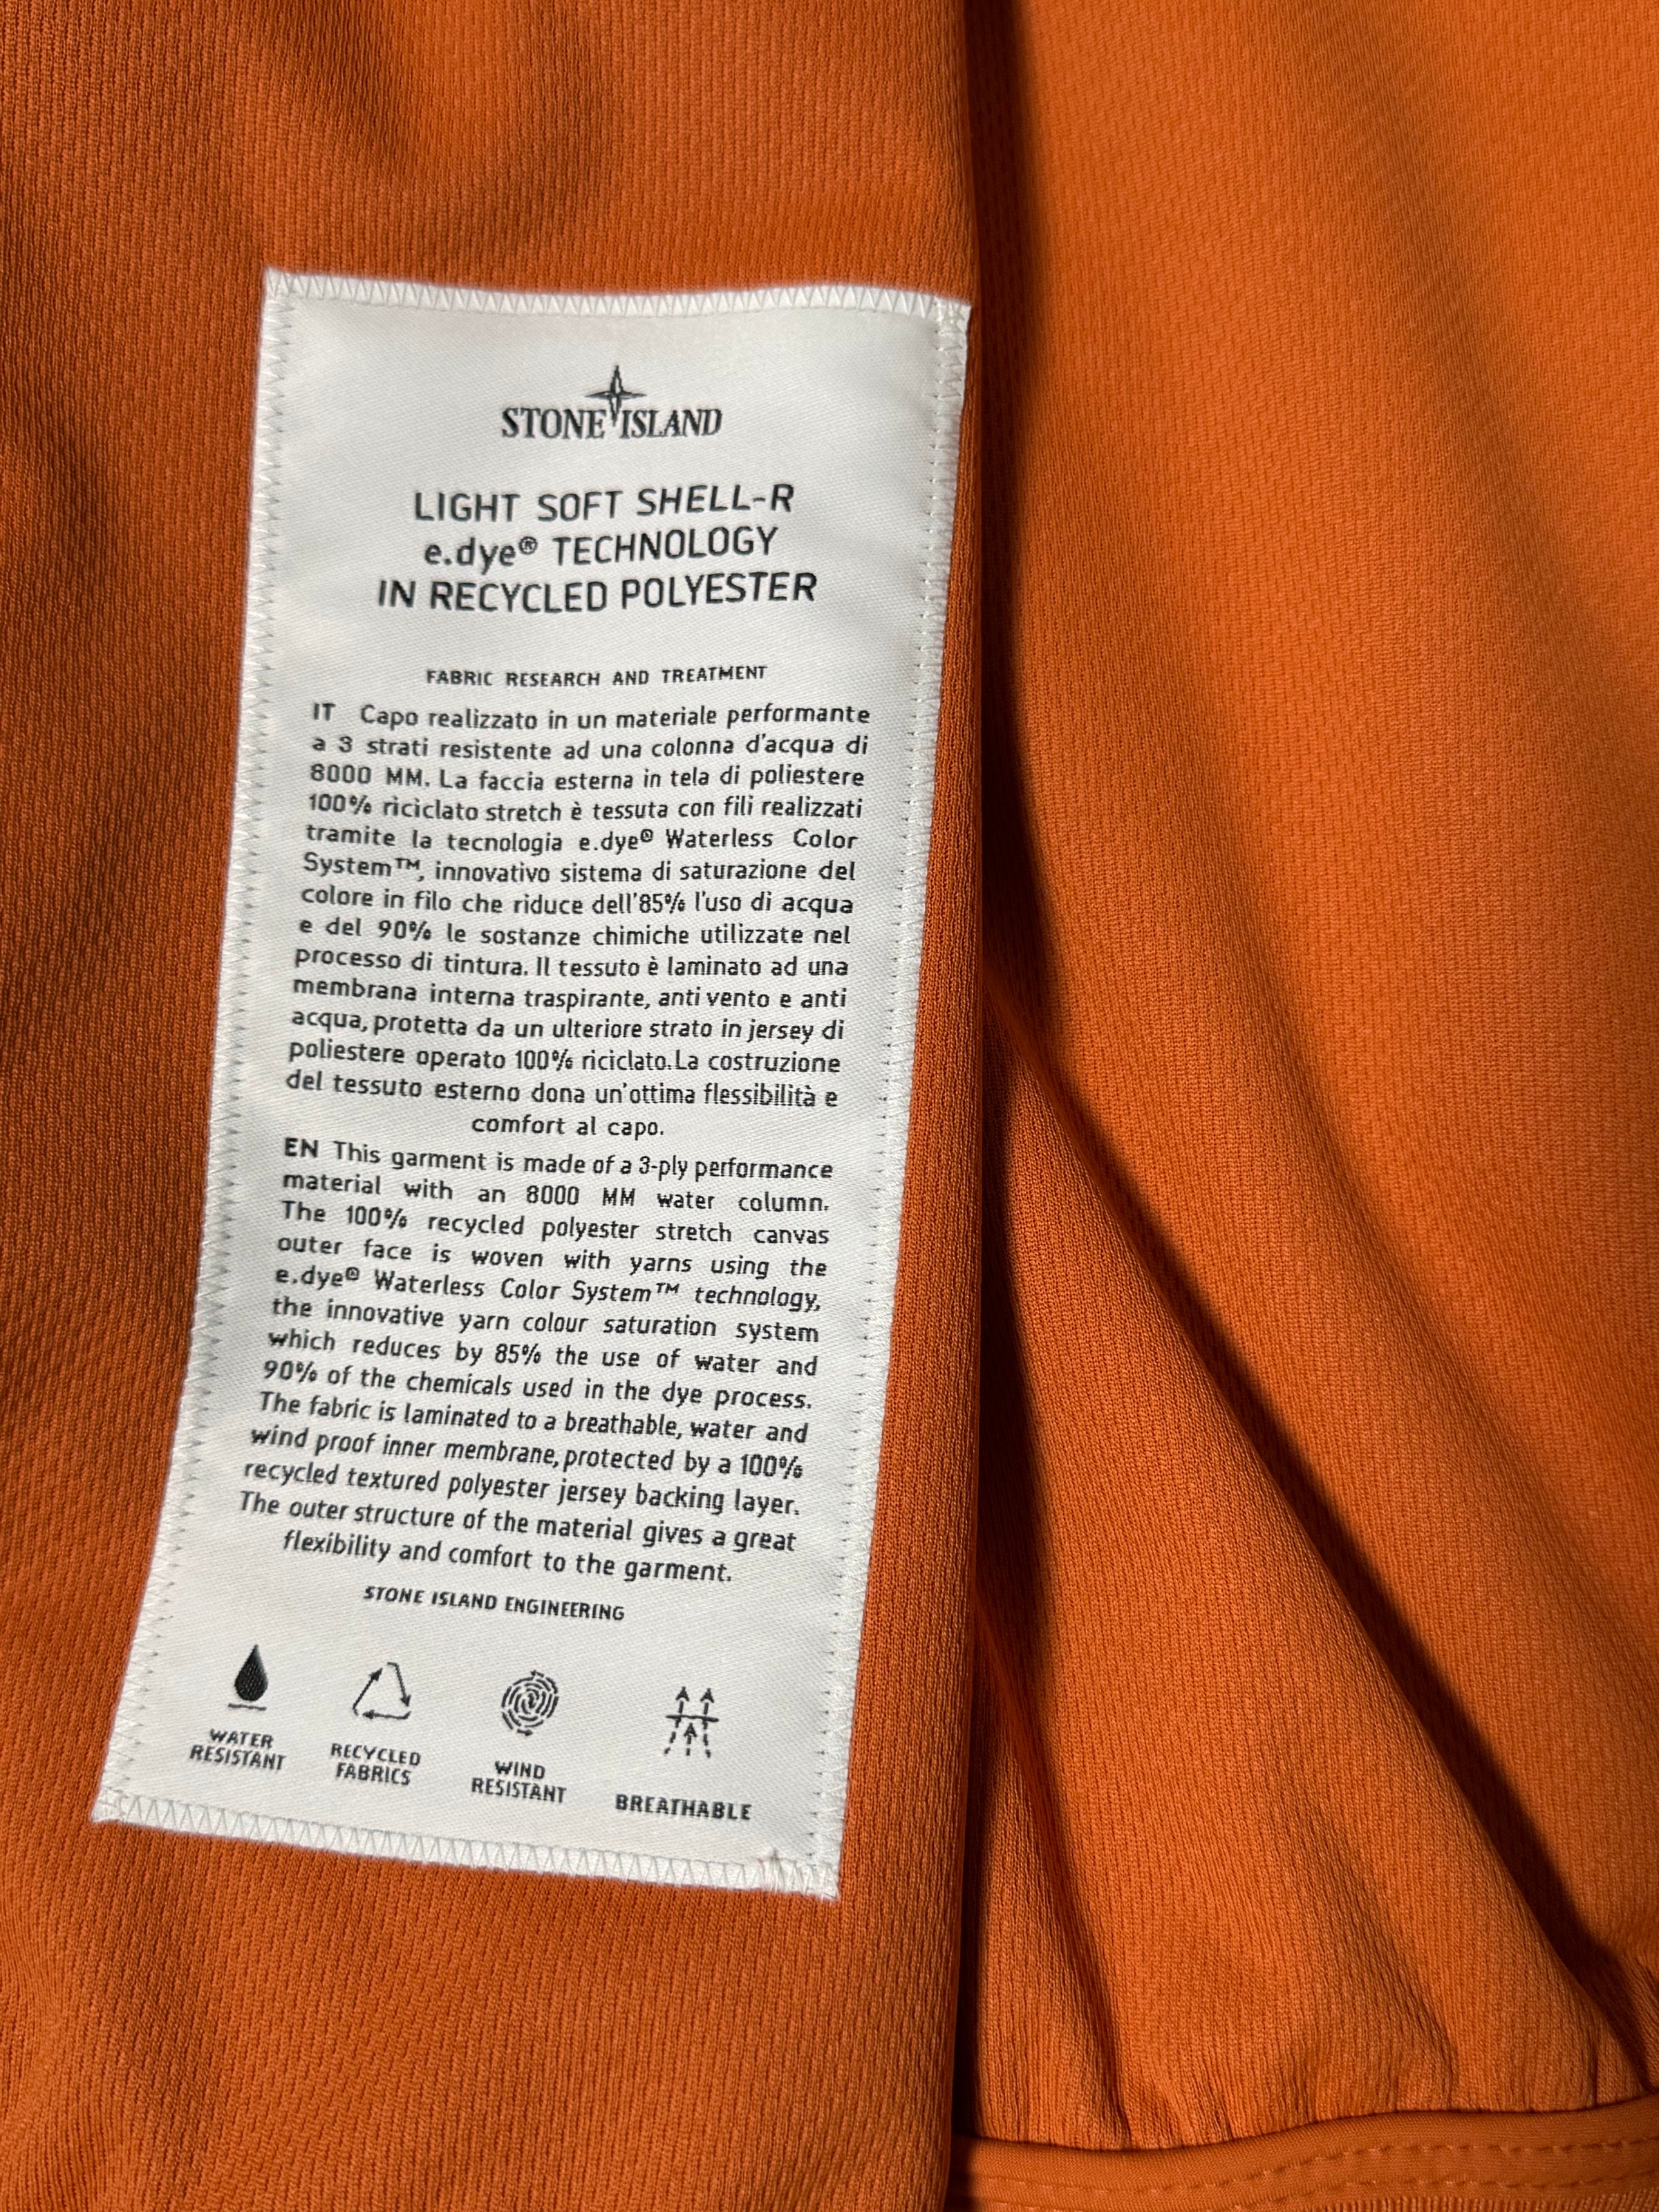 STONE ISLAND
LIGHT SOFT SHELL-R
e.dye® TECHNOLOGY
IN RECYCLED POLYESTER
FABRIC RESEARCH AND TREATMENT
IT Capo realizzato in un materiale performante
a 3 strati resistente ad una colonna d'acqua di
8000 MM. La faccia esterna in tela di poliestere
100% riciclato stretch è tessuta con fili realizzati
tramite la tecnologia e.dye® Waterless Color
System™, innovativo sistema di saturazione del
colore in filo che riduce dell'85% l'uso di acqua
e del 90% le sostanze chimiche utilizzate nel
processo di tintura. Il tessuto è laminato ad una
membrana interna traspirante, anti vento e anti
acqua, protetta da un ulteriore strato in jersey di
poliestere operato 100% riciclato.La costruzione
del tessuto esterno dona un'ottima flessibilità e
comfort al capo.
EN This garment is made of a 3-ply performance
material with an 8000 MM water column.
The 100% recycled polyester stretch canvas
outer face is woven with yarns using the
e.dye® Waterless Color System™ technology,
the innovative yarn colour saturation system
which reduces by 85% the use of water and
90% of the chemicals used in the dye process.
The fabric is laminated to a breathable, water and
wind proof inner membrane, protected by a 100%
recycled textured polyester jersey backing layer.
The outer structure of the material gives a great
flexibility and comfort to the garment.
STONE ISLAND ENGINEERING
WATER
RESISTANT
RECYCLED
FABRICS
WIND
RESISTANT
BREATHABLE